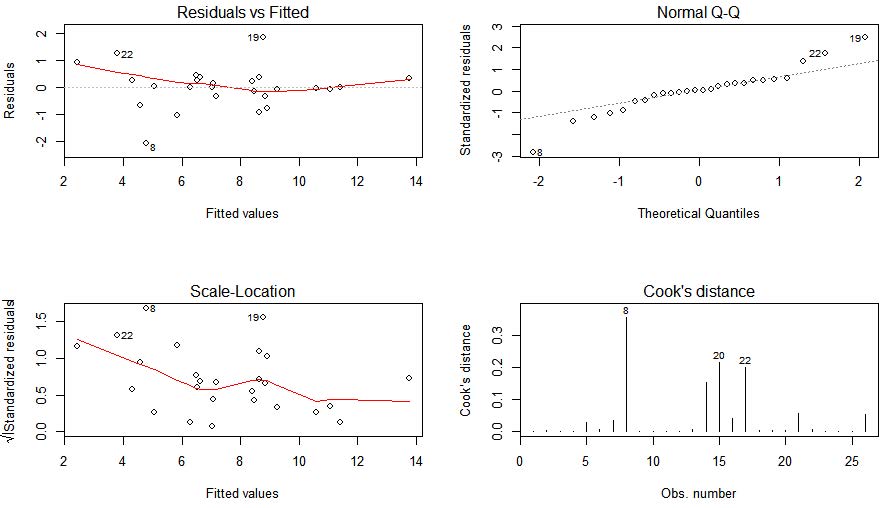 Residuals vs Fitted
Residuals
2
1
0
-1
-2
19
22
8
2 4 6 8 10 12 14
Fitted values
Normal Q-Q
Standardized residuals
3
2
1
0
-1
-3
19
22
8
-2 -1 0 1 2
Theoretical Quantiles
Scale-Location
√|Standardized residuals|
1.5
1.0
0.5
0.0
8
19
22
2 4 6 8 10 12 14
Fitted values
Cook's distance
Cook's distance
0.3
0.2
0.1
0.0
8
20
22
0 5 10 15 20 25
Obs. number